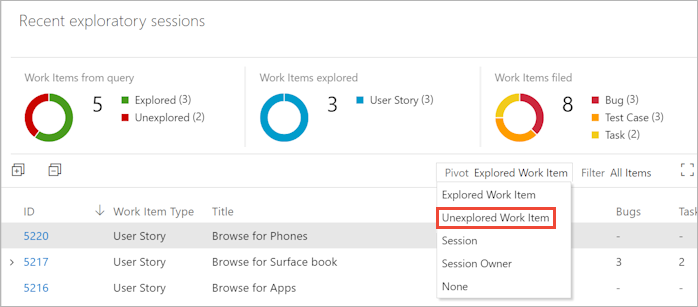 Recent exploratory sessions
Work Items from query
5
Explored (3)
Unexplored (2)
Work Items explored
3
User Story (3)
Work Items filed
8
Bug (3)
Test Case (3)
Task (2)
Pivot Explored Work Item Filter All Items
Explored Work Item
Unexplored Work Item
Session
Session Owner
None
ID Work Item Type Title Bugs Task
5220 User Story Browse for Phones - -
5217 User Story Browse for Surface book 3 2
5216 User Story Browse for Apps - -